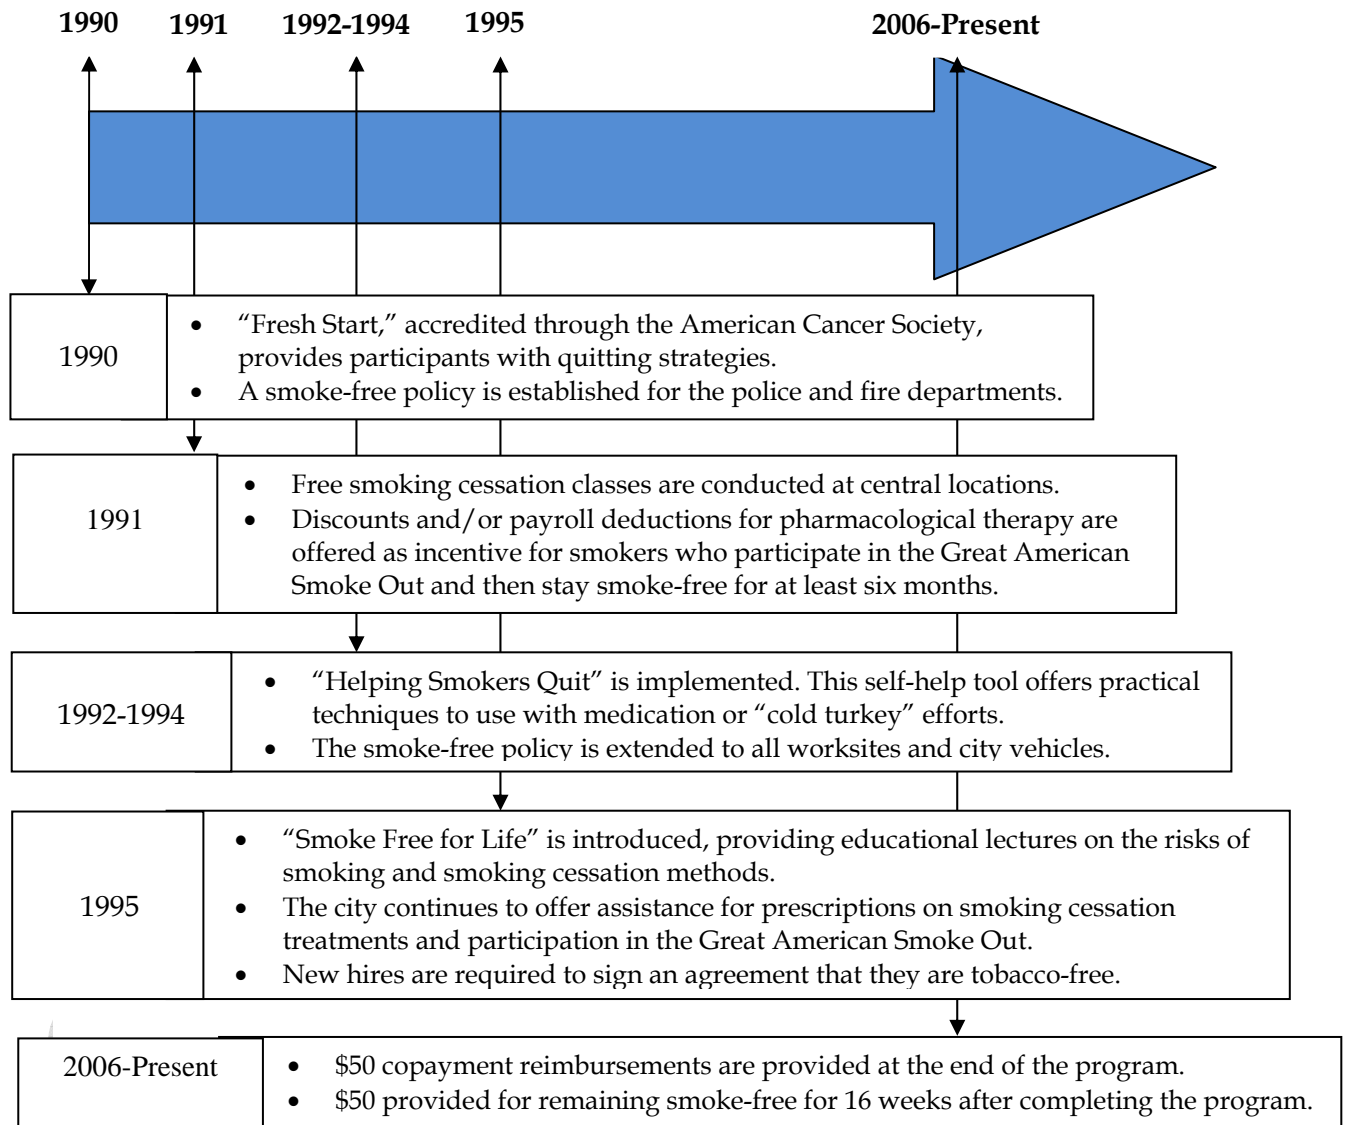 1990 1991 1992-1994 1995 2006-Present
1990
• “Fresh Start,” accredited through the American Cancer Society,
provides participants with quitting strategies.
• A smoke-free policy is established for the police and fire departments.
1991
• Free smoking cessation classes are conducted at central locations.
• Discounts and/or payroll deductions for pharmacological therapy are
offered as incentive for smokers who participate in the Great American
Smoke Out and then stay smoke-free for at least six months.
1992-1994
• “Helping Smokers Quit” is implemented. This self-help tool offers practical
techniques to use with medication or “cold turkey” efforts.
• The smoke-free policy is extended to all worksites and city vehicles.
1995
• “Smoke Free for Life” is introduced, providing educational lectures on the risks of
smoking and smoking cessation methods.
• The city continues to offer assistance for prescriptions on smoking cessation
treatments and participation in the Great American Smoke Out.
• New hires are required to sign an agreement that they are tobacco-free.
2006-Present
• $50 copayment reimbursements are provided at the end of the program.
• $50 provided for remaining smoke-free for 16 weeks after completing the program.